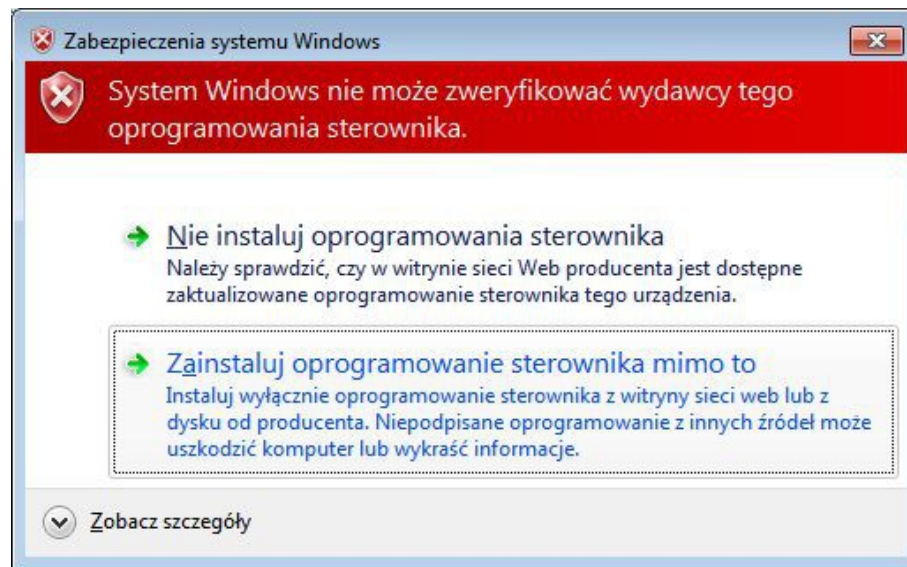 Zabezpieczenia systemu Windows
System Windows nie może zweryfikować wydawcy tego
oprogramowania sterownika.
Nie instaluj oprogramowania sterownika
Należy sprawdzić, czy w witrynie sieci Web producenta jest dostępne
zaktualizowane oprogramowanie sterownika tego urządzenia.
Zainstaluj oprogramowanie sterownika mimo to
Instaluj wyłącznie oprogramowanie sterownika z witryny sieci web lub z
dysku od producenta. Niepodpisane oprogramowanie z innych źródeł może
uszkodzić komputer lub wykraść informacje.
Zobacz szczegóły